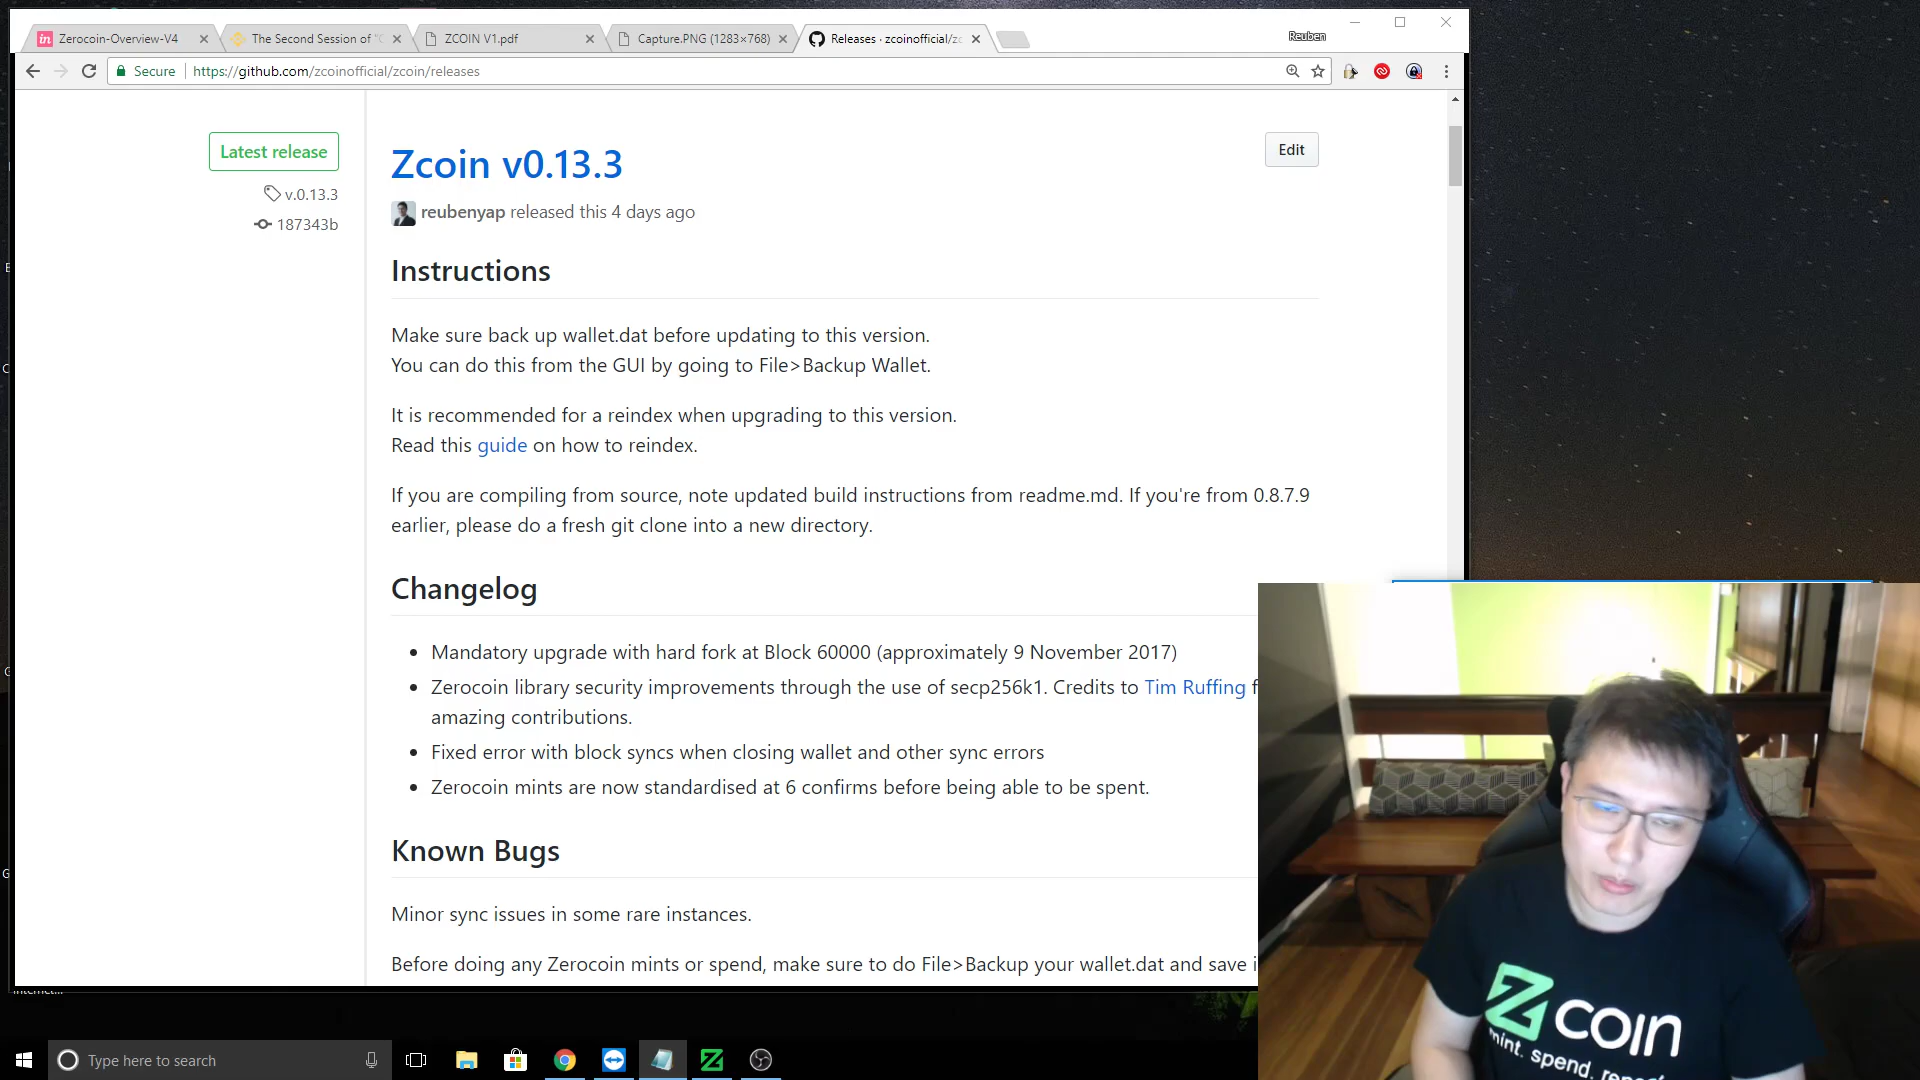 Zerocoin-Overview-V4
The Second Session of "C
ZCOIN V1.pdf
Capture.PNG (1283×768)
Releases · zcoinofficial/zc
Reuben
Secure
https://github.com/zcoinofficial/zcoin/releases
Latest release
v.0.13.3
187343b
Zcoin v0.13.3
Edit
reubenyap released this 4 days ago
Instructions
Make sure back up wallet.dat before updating to this version.
You can do this from the GUI by going to File>Backup Wallet.
It is recommended for a reindex when upgrading to this version.
Read this guide on how to reindex.
If you are compiling from source, note updated build instructions from readme.md. If you're from 0.8.7.9
earlier, please do a fresh git clone into a new directory.
Changelog
Mandatory upgrade with hard fork at Block 60000 (approximately 9 November 2017)
Zerocoin library security improvements through the use of secp256k1. Credits to Tim Ruffing f
amazing contributions.
Fixed error with block syncs when closing wallet and other sync errors
Zerocoin mints are now standardised at 6 confirms before being able to be spent.
Known Bugs
Minor sync issues in some rare instances.
Before doing any Zerocoin mints or spend, make sure to do File>Backup your wallet.dat and save i
Type here to search
ZCOIN
mint. spend.